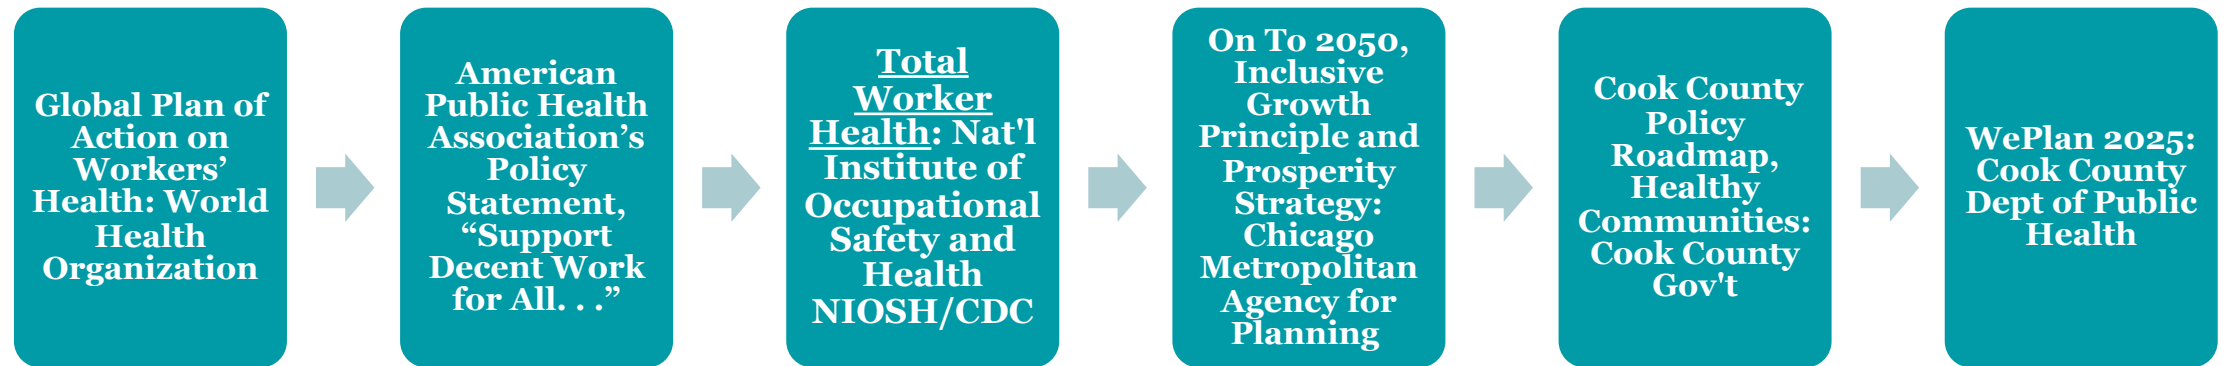 Global Plan of
Action on
Workers’
Health: World
Health
Organization
American
Public Health
Association’s
Policy
Statement,
“Support
Decent Work
for All. . .”
Total
Worker
Health: Nat'l
Institute of
Occupational
Safety and
Health
NIOSH/CDC
On To 2050,
Inclusive
Growth
Principle and
Prosperity
Strategy:
Chicago
Metropolitan
Agency for
Planning
Cook County
Policy
Roadmap,
Healthy
Communities:
Cook County
Gov't
WePlan 2025:
Cook County
Dept of Public
Health